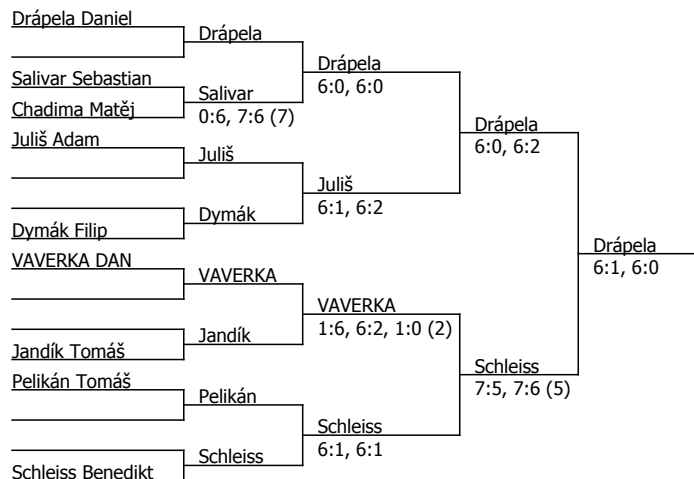 Drápela Daniel
Drápela
Drápela
6:0, 6:0
Salivar Sebastian
Salivar
0:6, 7:6 (7)
Chadima Matěj
Drápela
6:0, 6:2
Juliš Adam
Juliš
Juliš
6:1, 6:2
Dymák
Dymák Filip
Drápela
6:1, 6:0
VAVERKA DAN
VAVERKA
VAVERKA
1:6, 6:2, 1:0 (2)
Jandík
Jandík Tomáš
Schleiss
7:5, 7:6 (5)
Pelikán Tomáš
Pelikán
Schleiss
6:1, 6:1
Schleiss
Schleiss Benedikt